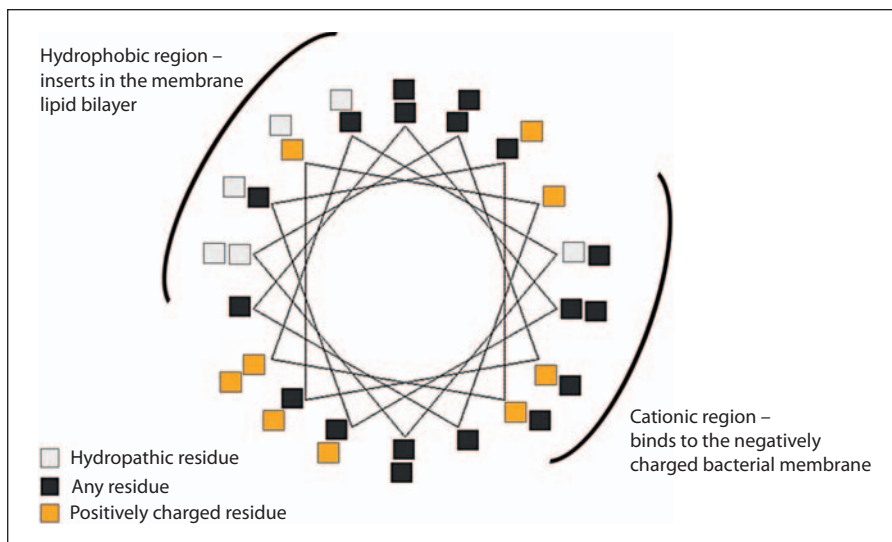 Hydrophobic region –
inserts in the membrane
lipid bilayer
Cationic region –
binds to the negatively
charged bacterial membrane
Hydropathic residue
Any residue
Positively charged residue